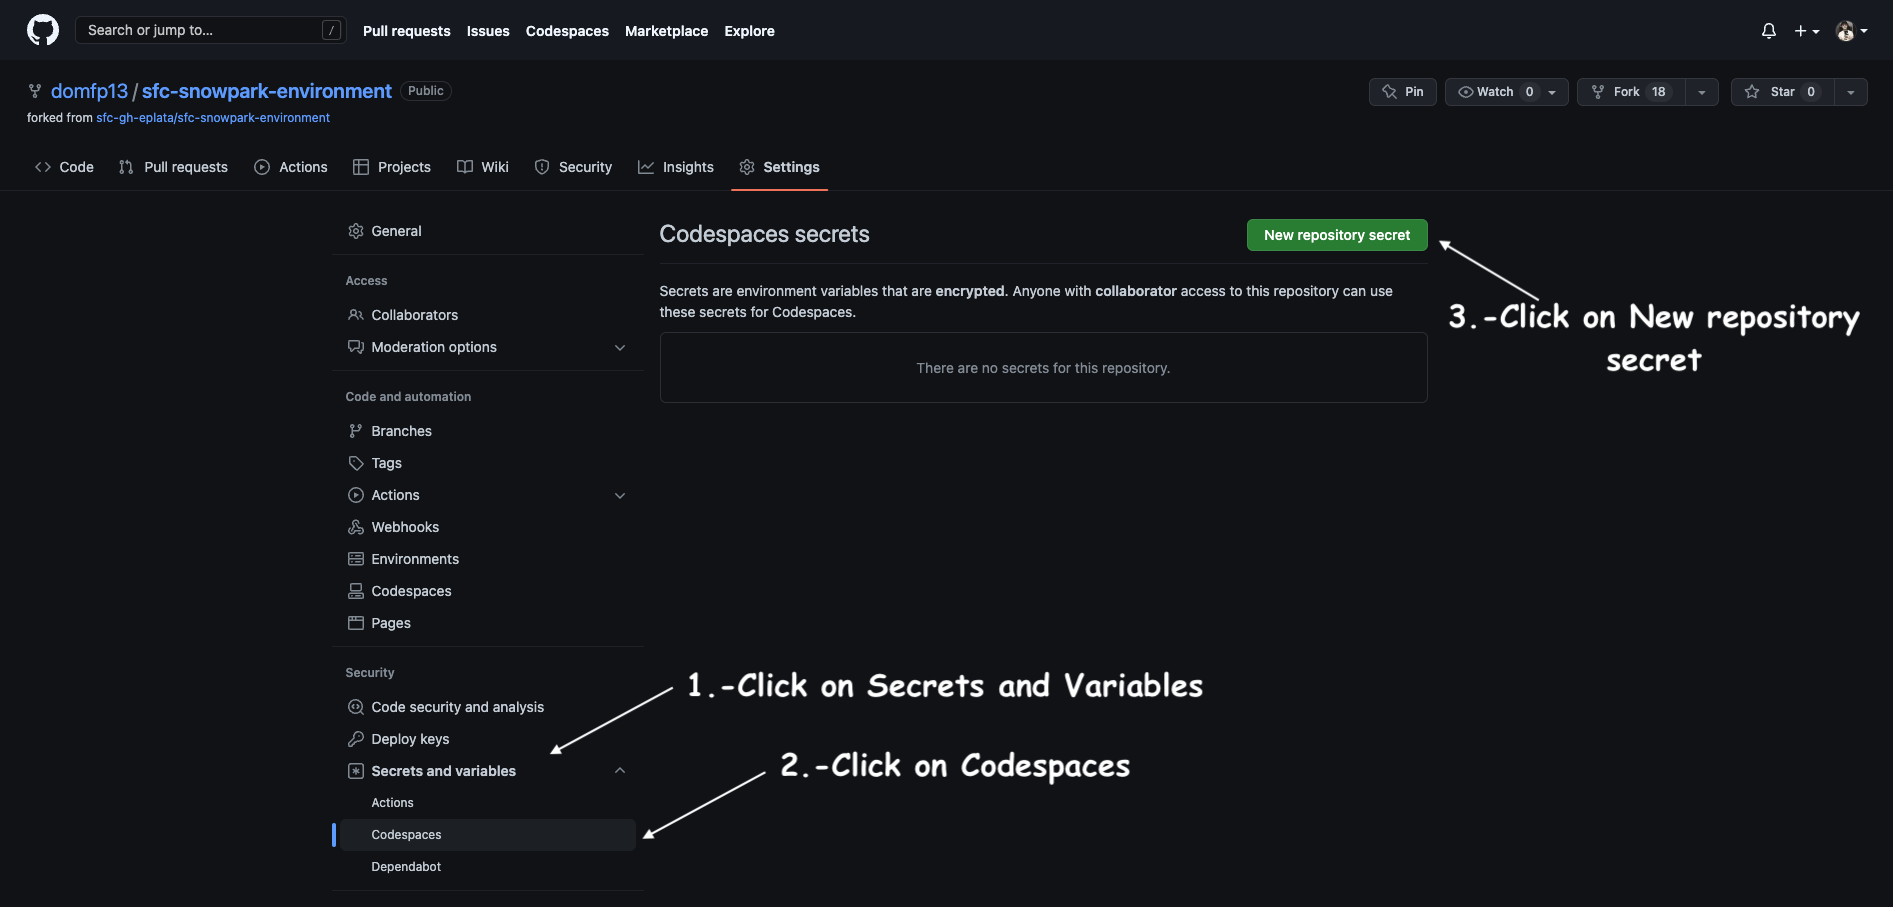 Search or jump to... /
Pull requests Issues Codespaces Marketplace Explore
domfp13 / sfc-snowpark-environment Public
Pin Watch 0 Fork 18 Star 0
forked from sfc-gh-eplata/sfc-snowpark-environment
Code Pull requests Actions Projects Wiki Security Insights Settings
General
Access
Collaborators
Moderation options
Code and automation
Branches
Tags
Actions
Webhooks
Environments
Codespaces
Pages
Security
Code security and analysis
Deploy keys
Secrets and variables
Actions
Codespaces
Dependabot
Codespaces secrets
New repository secret
Secrets are environment variables that are encrypted. Anyone with collaborator access to this repository can use
these secrets for Codespaces.
There are no secrets for this repository.
3.-Click on New repository
secret
1.-Click on Secrets and Variables
2.-Click on Codespaces